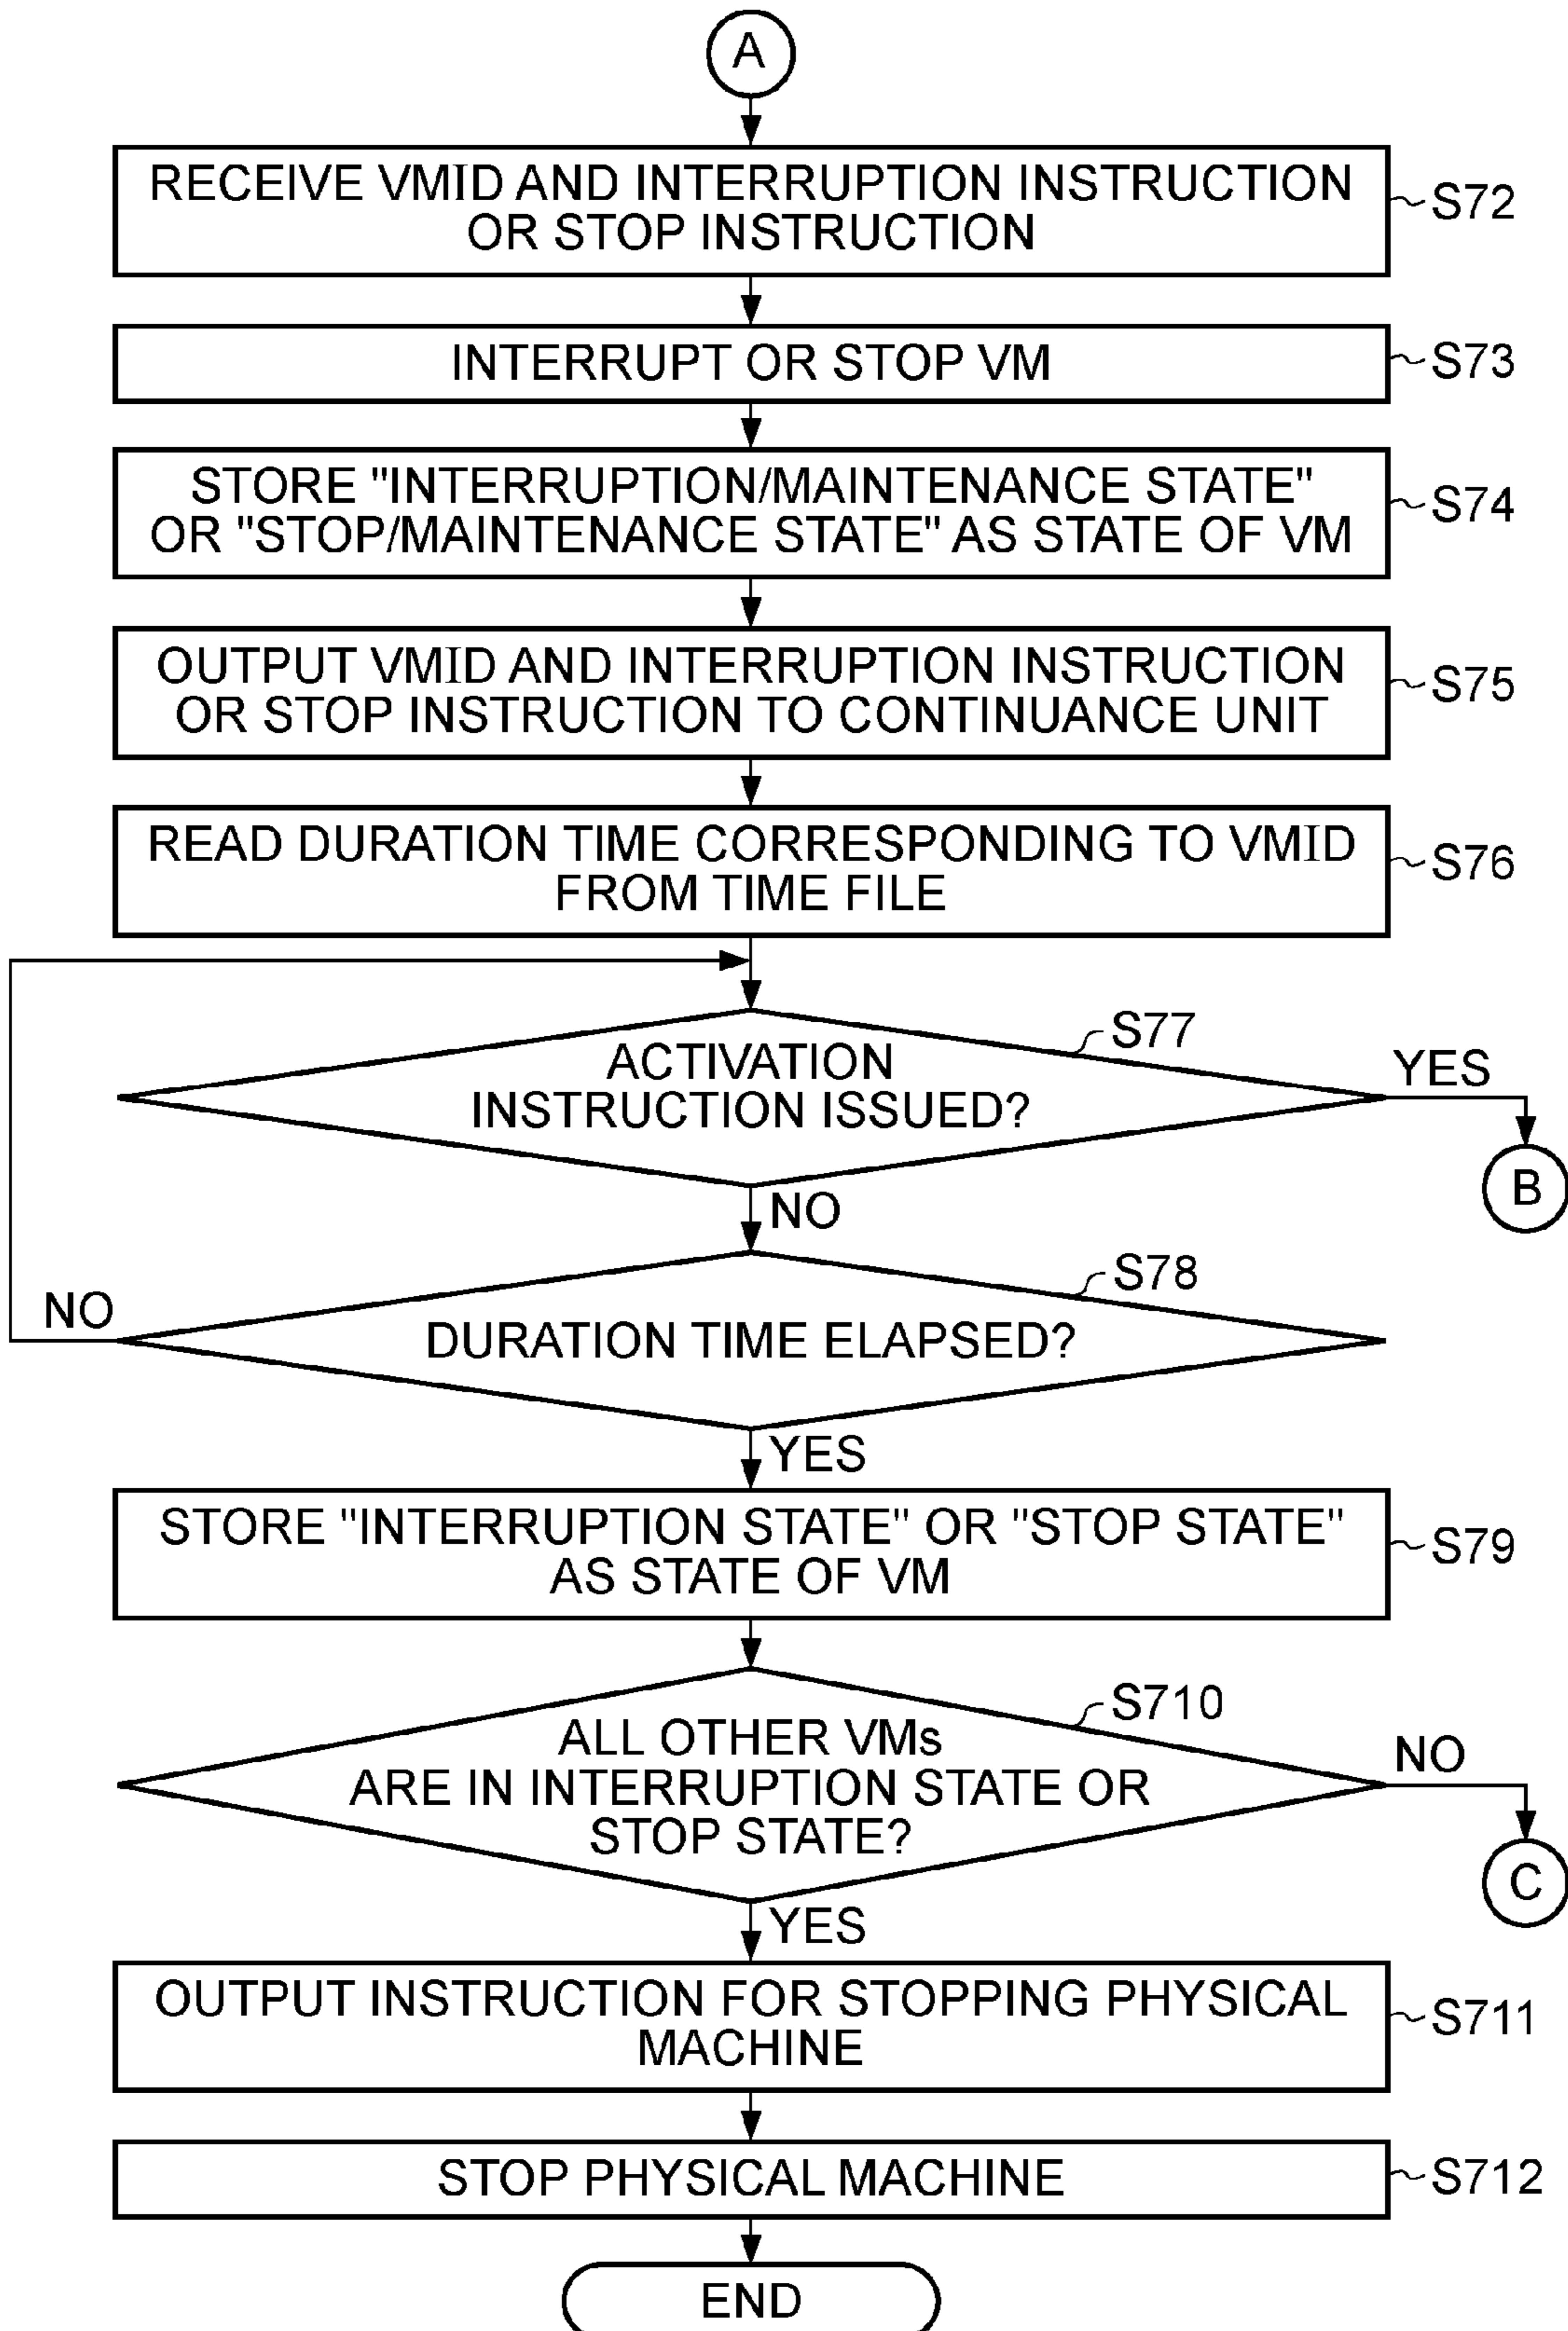 A
RECEIVE VMID AND INTERRUPTION INSTRUCTION
OR STOP INSTRUCTION
S72
INTERRUPT OR STOP VM
S73
STORE "INTERRUPTION/MAINTENANCE STATE"
OR "STOP/MAINTENANCE STATE" AS STATE OF VM
S74
OUTPUT VMID AND INTERRUPTION INSTRUCTION
OR STOP INSTRUCTION TO CONTINUANCE UNIT
S75
READ DURATION TIME CORRESPONDING TO VMID
FROM TIME FILE
S76
S77
ACTIVATION
INSTRUCTION ISSUED?
YES
B
NO
S78
NO
DURATION TIME ELAPSED?
YES
STORE "INTERRUPTION STATE" OR "STOP STATE"
AS STATE OF VM
S79
S710
ALL OTHER VMs
ARE IN INTERRUPTION STATE OR
STOP STATE?
NO
C
YES
OUTPUT INSTRUCTION FOR STOPPING PHYSICAL
MACHINE
S711
STOP PHYSICAL MACHINE
S712
END